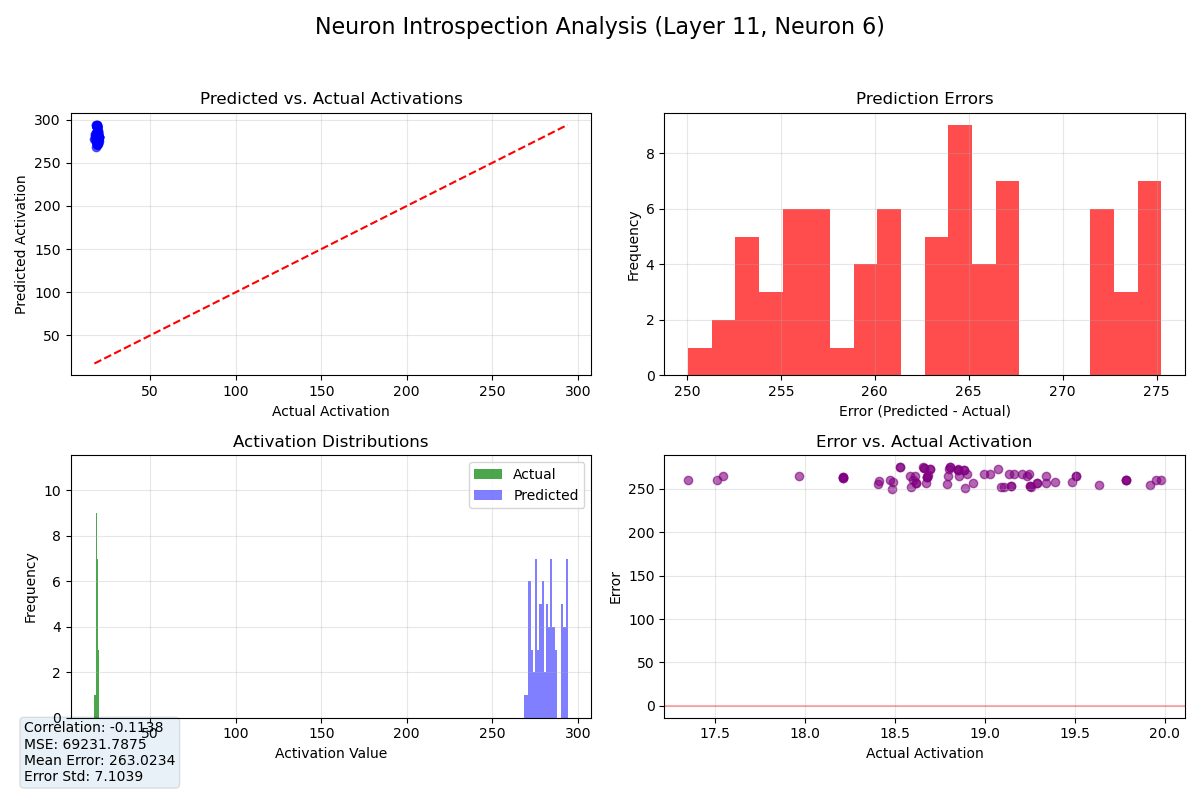 Neuron Introspection Analysis (Layer 11, Neuron 6)
Predicted vs. Actual Activations
300
250
200
150
100
50
Predicted Activation
50
100
150
200
250
300
Actual Activation
Prediction Errors
8
6
4
2
0
Frequency
250
255
260
265
270
275
Error (Predicted - Actual)
Activation Distributions
Actual
Predicted
10
8
6
4
2
0
Frequency
50
100
150
200
250
300
Activation Value
Error vs. Actual Activation
250
200
150
100
50
0
Error
17.5
18.0
18.5
19.0
19.5
20.0
Actual Activation
Correlation: -0.1138
MSE: 69231.7875
Mean Error: 263.0234
Error Std: 7.1039